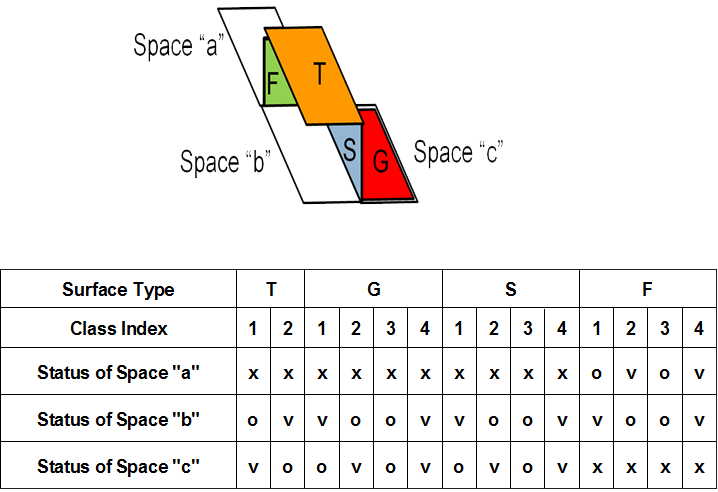 Space “a”
F T
Space “b”
S G
Space “c”
Surface Type T G S F
Class Index 1 2 1 2 3 4 1 2 3 4 1 2 3 4
Status of Space "a" x x x x x x x x x x o v o v
Status of Space "b" o v v o o v v o o v v o o v
Status of Space "c" v o o v o v o v o v x x x x